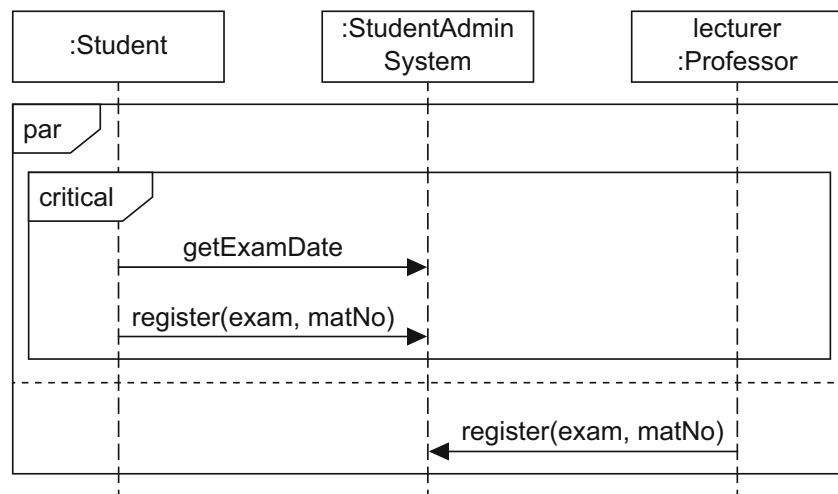 :Student
:StudentAdmin
System
lecturer
:Professor
par
critical
getExamDate
register(exam, matNo)
register(exam, matNo)